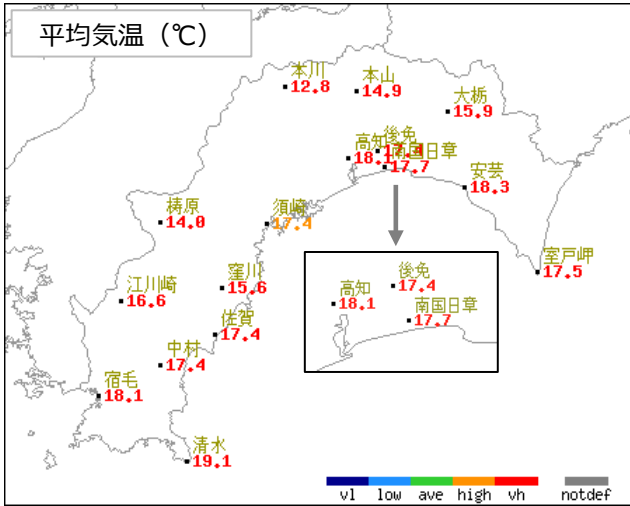 平均気温（℃）
本川
12.8
本山
14.9
大栃
15.9
高知
18.1
後免
17.4
南国日章
17.7
安芸
18.3
梼原
14.0
須崎
17.4
室戸岬
17.5
江川崎
16.6
窪川
15.6
佐賀
17.4
中村
17.4
宿毛
18.1
清水
19.1
後免
17.4
高知
18.1
南国日章
17.7
vl low ave high vh notdef